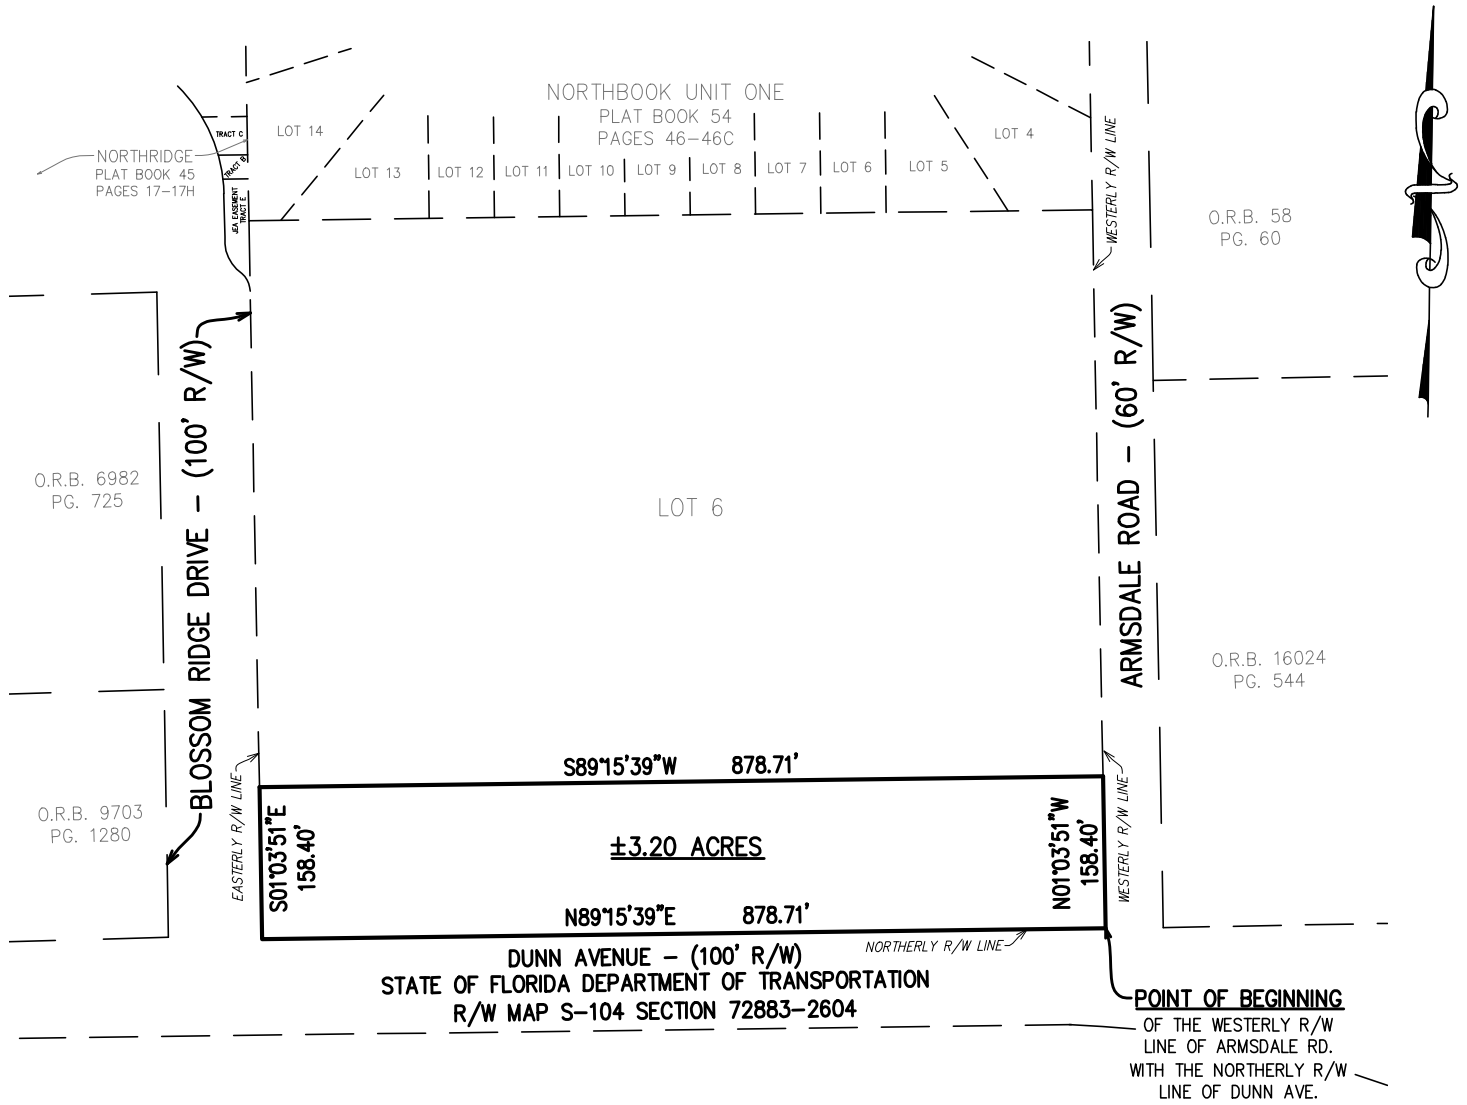 NORTHBOOK UNIT ONE
PLAT BOOK 54
PAGES 46-46C
LOT 14
LOT 13
LOT 12
LOT 11
LOT 10
LOT 9
LOT 8
LOT 7
LOT 6
LOT 5
LOT 4
TRACT C
TRACT B
JEA EASEMENT
TRACT E
NORTHRIDGE
PLAT BOOK 45
PAGES 17-17H
WESTERLY R/W LINE
O.R.B. 58
PG. 60
BLOSSOM RIDGE DRIVE - (100' R/W)
ARMSDALE ROAD - (60' R/W)
O.R.B. 6982
PG. 725
LOT 6
O.R.B. 16024
PG. 544
O.R.B. 9703
PG. 1280
EASTERLY R/W LINE
S89°15'39"W 878.71'
S01°03'51"E
158.40'
±3.20 ACRES
N01°03'51"W
158.40'
WESTERLY R/W LINE
N89°15'39"E 878.71'
NORTHERLY R/W LINE
DUNN AVENUE - (100' R/W)
STATE OF FLORIDA DEPARTMENT OF TRANSPORTATION
R/W MAP S-104 SECTION 72883-2604
POINT OF BEGINNING
OF THE WESTERLY R/W
LINE OF ARMSDALE RD.
WITH THE NORTHERLY R/W
LINE OF DUNN AVE.